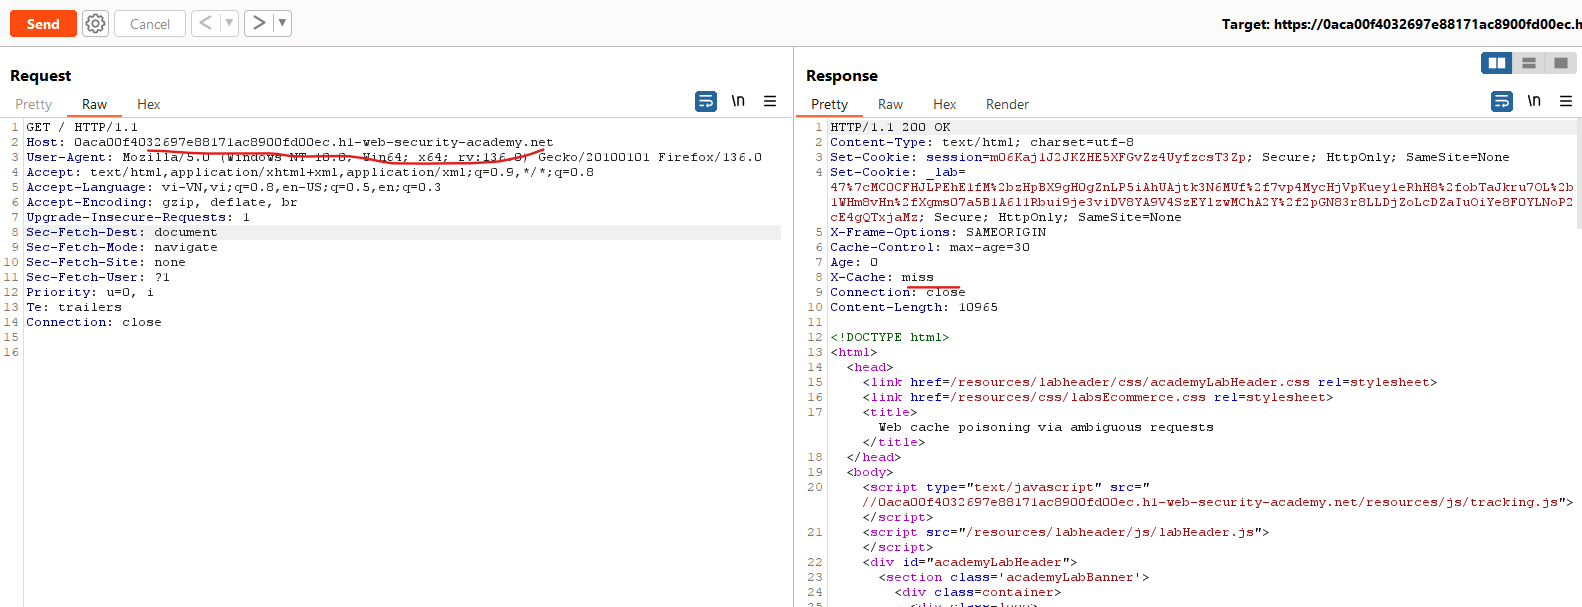 Send
Cancel
<
>
Target: https://0aca00f4032697e88171ac8900fd00ec.h
Request
Pretty Raw Hex
\n
1 GET / HTTP/1.1
2 Host: 0aca00f4032697e88171ac8900fd00ec.h1-web-security-academy.net
3 User-Agent: Mozilla/5.0 (Windows NT 10.0; Win64; x64; rv:136.0) Gecko/20100101 Firefox/136.0
4 Accept: text/html,application/xhtml+xml,application/xml;q=0.9,*/*;q=0.8
5 Accept-Language: vi-VN,vi;q=0.8,en-US;q=0.5,en;q=0.3
6 Accept-Encoding: gzip, deflate, br
7 Upgrade-Insecure-Requests: 1
8 Sec-Fetch-Dest: document
9 Sec-Fetch-Mode: navigate
10 Sec-Fetch-Site: none
11 Sec-Fetch-User: ?1
12 Priority: u=0, i
13 Te: trailers
14 Connection: close
15
16
Response
Pretty Raw Hex Render
\n
1 HTTP/1.1 200 OK
2 Content-Type: text/html; charset=utf-8
3 Set-Cookie: session=mO6Kaj1J2JKZHE5XFGvZz4UyfzcsT3Zp; Secure; HttpOnly; SameSite=None
4 Set-Cookie: _lab=
47%7cMCOCFHJLPEhE1fM%2bzHpBX9gHOgZnLP5iAhUAjtk3N6MUf%2f7vp4MycHjVpKuey1eRhH8%2fobTaJkru7OL%2b
1WHm8vHn%2fXgms07a5B1A6l1Rbui9je3viDV8YA9V4SzEYlzwMChA2Y%2f2pGN83r8LLDjZoLcDZaIuOiYe8F0YLNoP2
cE4gQTxjaMz; Secure; HttpOnly; SameSite=None
5 X-Frame-Options: SAMEORIGIN
6 Cache-Control: max-age=30
7 Age: 0
8 X-Cache: miss
9 Connection: close
10 Content-Length: 10965
11
12 <!DOCTYPE html>
13 <html>
14 <head>
15 <link href=/resources/labheader/css/academyLabHeader.css rel=stylesheet>
16 <link href=/resources/css/labsEcommerce.css rel=stylesheet>
17 <title>
Web cache poisoning via ambiguous requests
</title>
18 </head>
19 <body>
20 <script type="text/javascript" src="
//0aca00f4032697e88171ac8900fd00ec.h1-web-security-academy.net/resources/js/tracking.js">
</script>
21 <script src="/resources/labheader/js/labHeader.js">
</script>
22 <div id="academyLabHeader">
23 <section class='academyLabBanner'>
24 <div class=container>
25 <div class=logo>